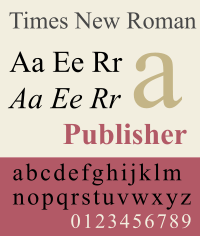 Times New Roman
Aa Ee Rr
a
Aa Ee Rr
Publisher
abcdefghijklm
nopqrstuvwxyz
0123456789